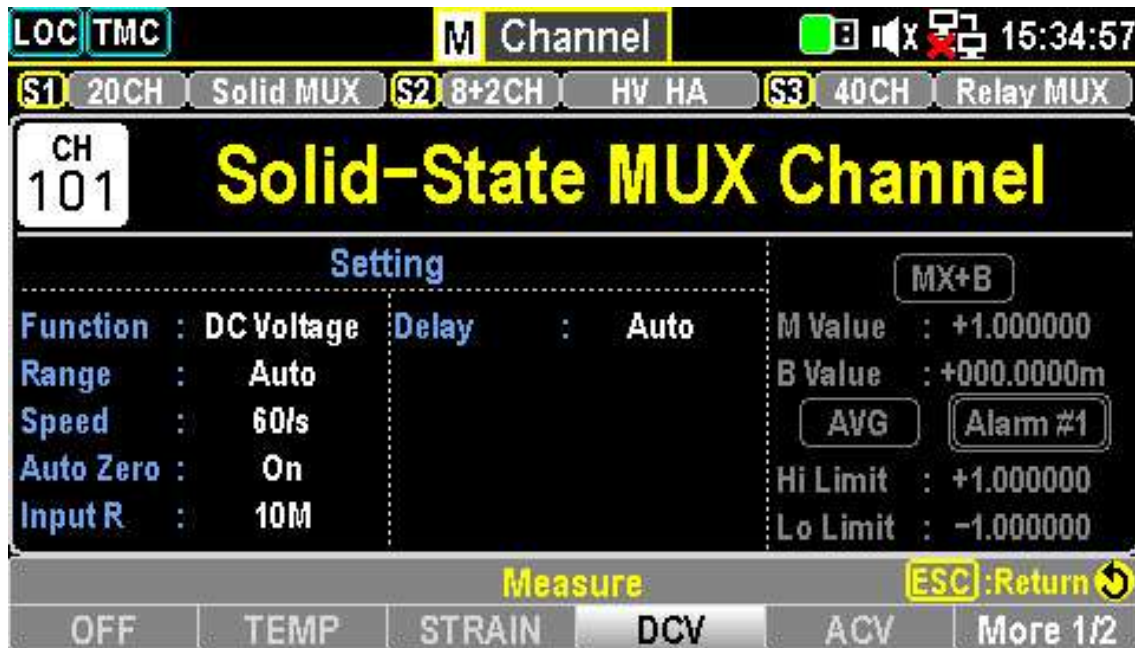 LOC TMC M Channel X 15:34:57
S1 20CH Solid MUX S2 8+2CH HV HA S3 40CH Relay MUX
CH
101
Solid-State MUX Channel
Setting
Function : DC Voltage
Range : Auto
Speed : 60/s
Auto Zero : On
Input R : 10M
Delay : Auto
MX+B
M Value : +1.000000
B Value : +000.0000m
AVG Alarm #1
Hi Limit : +1.000000
Lo Limit : -1.000000
Measure ESC :Return
OFF TEMP STRAIN DCV ACV More 1/2